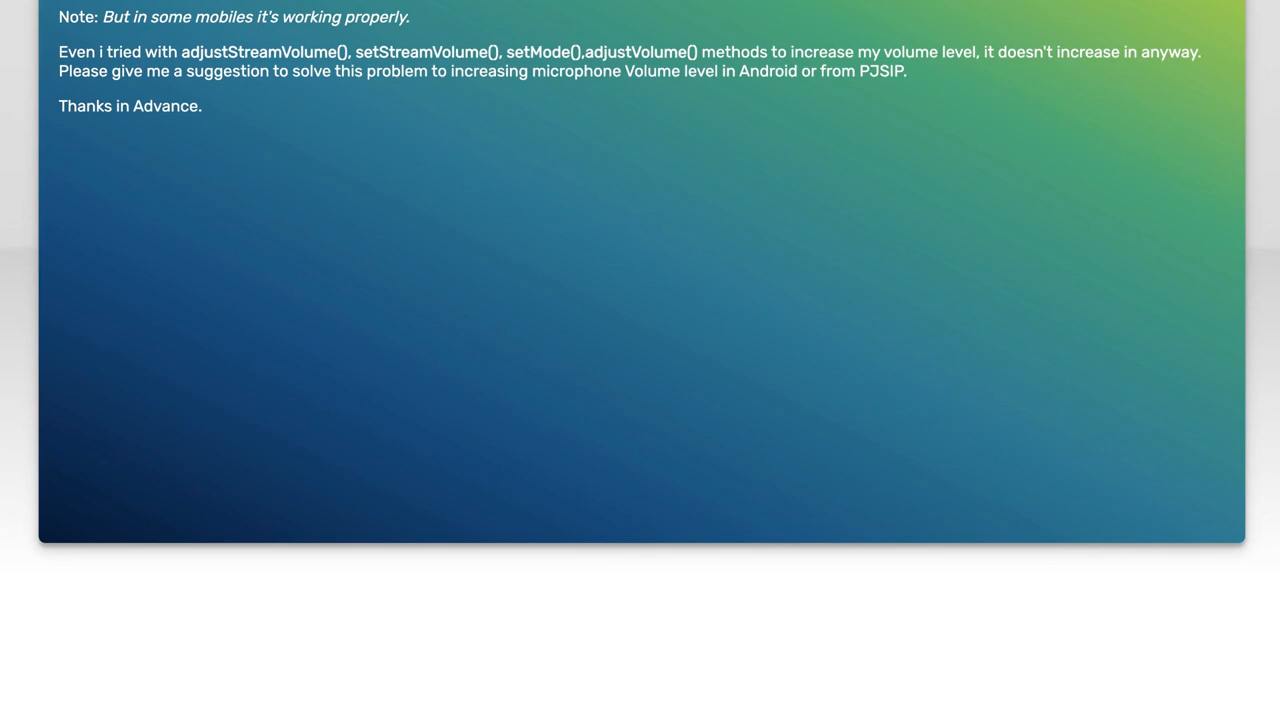 Note: But in some mobiles it's working properly.
Even i tried with adjustStreamVolume(), setStreamVolume(), setMode(),adjustVolume() methods to increase my volume level, it doesn't increase in anyway.
Please give me a suggestion to solve this problem to increasing microphone Volume level in Android or from PJSIP.
Thanks in Advance.